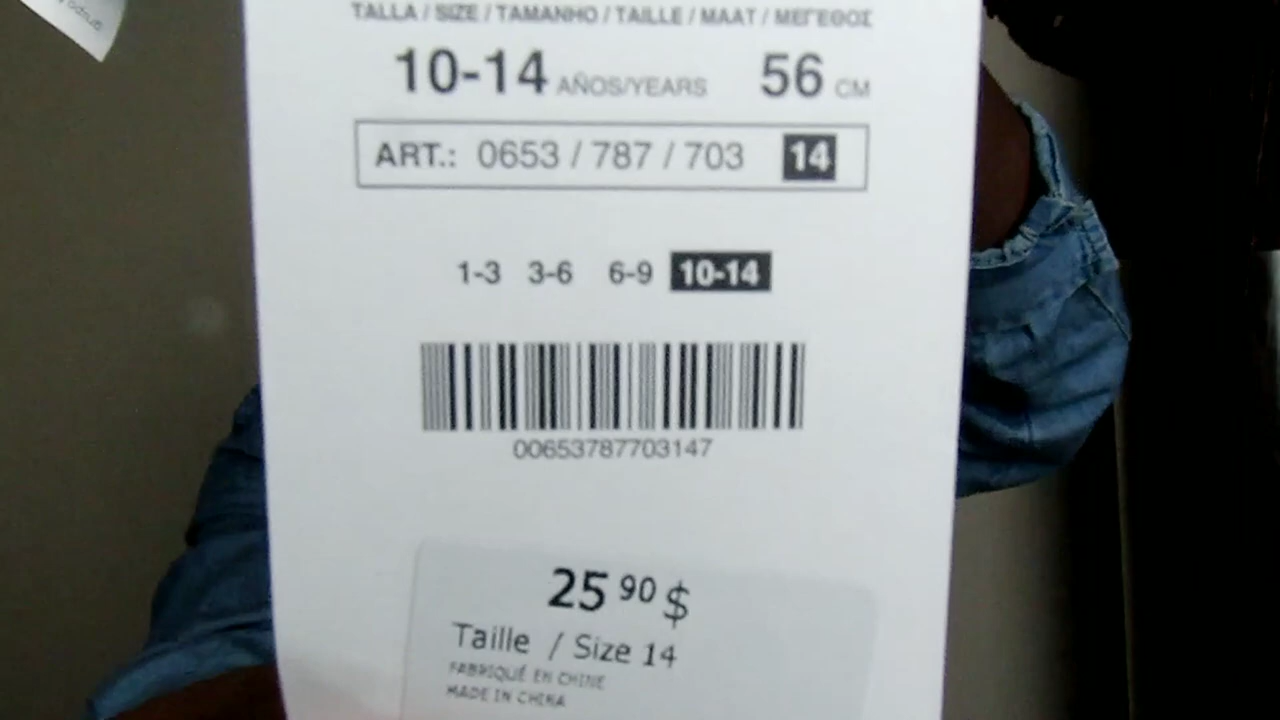 TALLA / SIZE / TAMANHO / TAILLE / MAAT / ΜΕΓΕΘΟΣ
10-14 AÑOS/YEARS 56 CM
ART.: 0653 / 787 / 703 14
1-3 3-6 6-9 10-14
00653787703147
25 90 $
Taille / Size 14
FABRIQUÉ EN CHINE
MADE IN CHINA